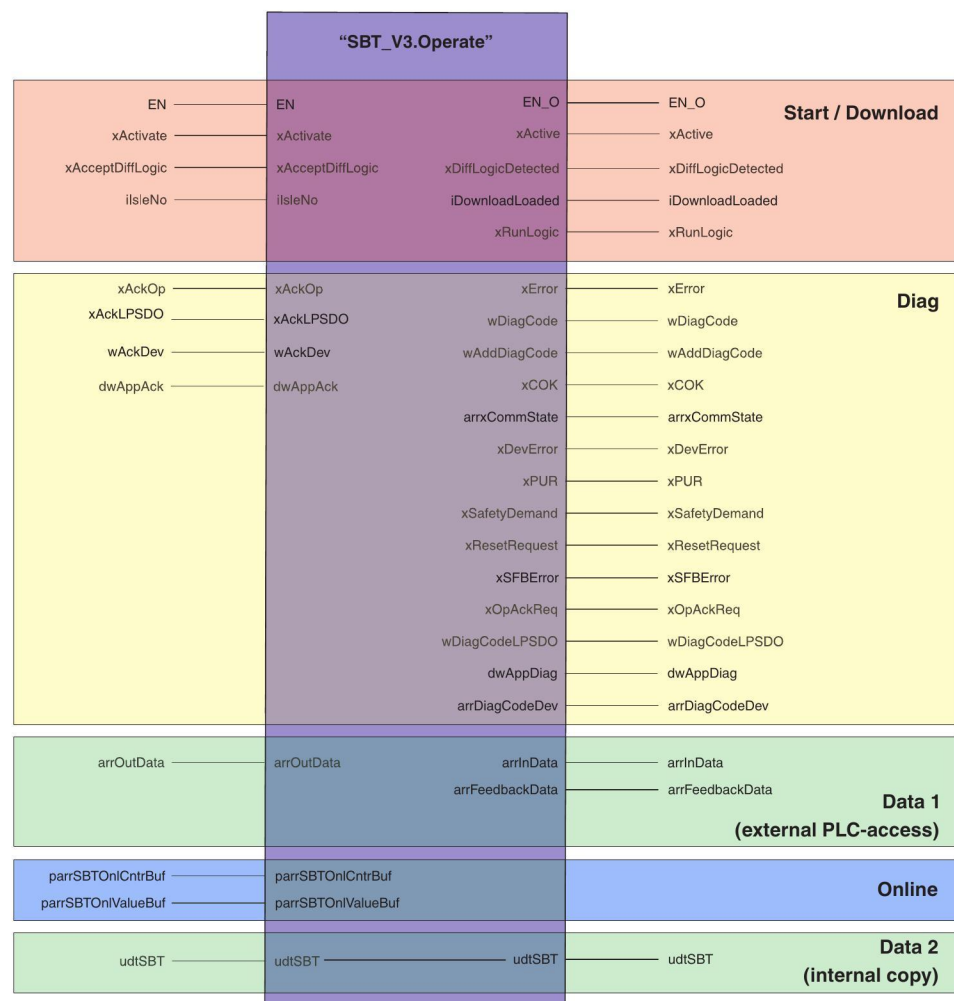 “SBT_V3.Operate”
EN EN EN_O EN_O Start / Download
xActivate xActivate xActive xActive
xAcceptDiffLogic xAcceptDiffLogic xDiffLogicDetected xDiffLogicDetected
iIsleNo iIsleNo iDownloadLoaded iDownloadLoaded
xRunLogic xRunLogic
xAckOp xAckOp xError xError Diag
xAckLPSDO xAckLPSDO wDiagCode wDiagCode
wAckDev wAckDev wAddDiagCode wAddDiagCode
dwAppAck dwAppAck xCOK xCOK
arrxCommState arrxCommState
xDevError xDevError
xPUR xPUR
xSafetyDemand xSafetyDemand
xResetRequest xResetRequest
xSFBError xSFBError
xOpAckReq xOpAckReq
wDiagCodeLPSDO wDiagCodeLPSDO
dwAppDiag dwAppDiag
arrDiagCodeDev arrDiagCodeDev
arrOutData arrOutData arrInData arrInData
arrFeedbackData arrFeedbackData
Data 1
(external PLC-access)
parrSBTOnlCntrBuf parrSBTOnlCntrBuf
Online
parrSBTOnlValueBuf parrSBTOnlValueBuf
Data 2
udtSBT udtSBT udtSBT udtSBT
(internal copy)